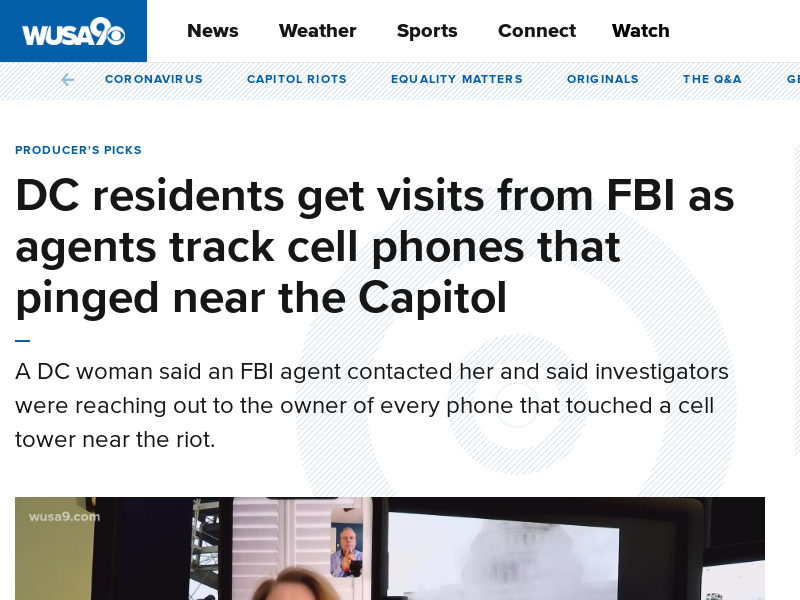 WUSA9
News Weather Sports Connect Watch
CORONAVIRUS CAPITOL RIOTS EQUALITY MATTERS ORIGINALS THE Q&A
PRODUCER'S PICKS
DC residents get visits from FBI as
agents track cell phones that
pinged near the Capitol
A DC woman said an FBI agent contacted her and said investigators
were reaching out to the owner of every phone that touched a cell
tower near the riot.
wusa9.com